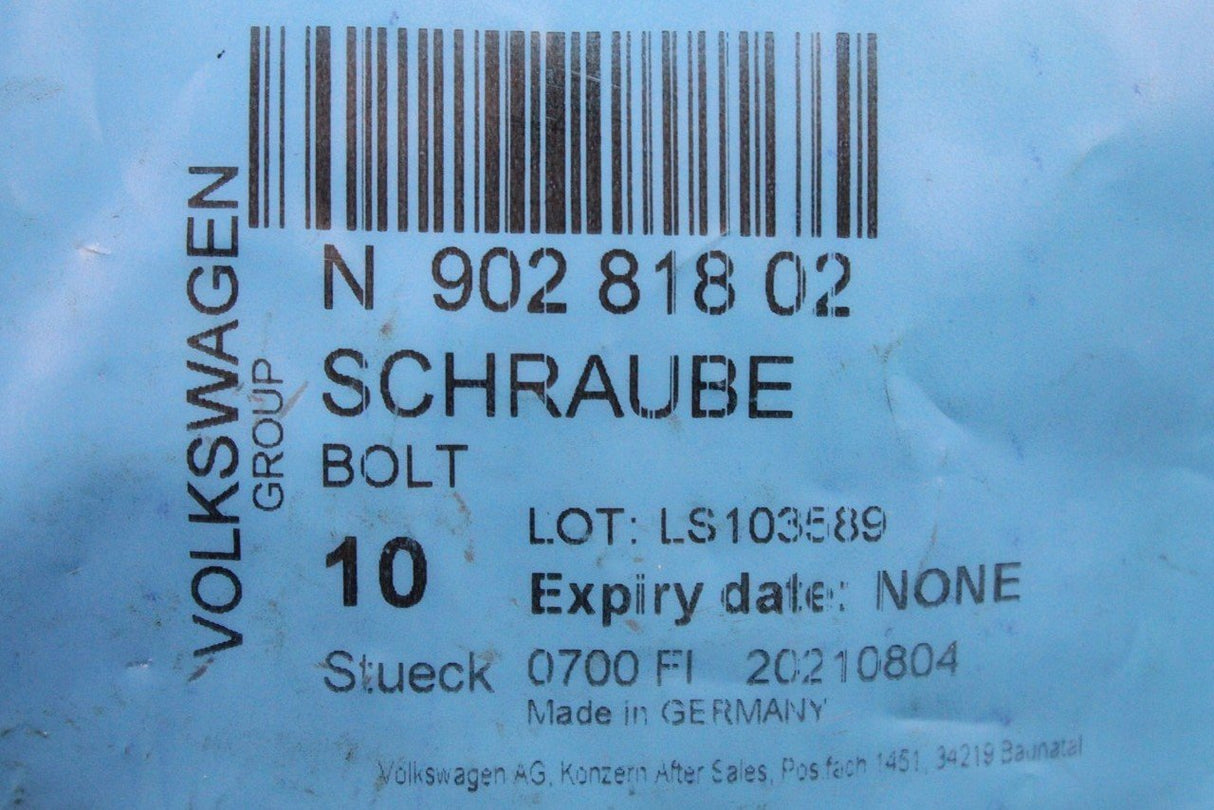 VOLKSWAGEN
GROUP
N 902 818 02
SCHRAUBE
BOLT
10
Stueck
LOT: LS103589
Expiry date: NONE
0700 FI 20210804
Made in GERMANY
Volkswagen AG, Konzern After Sales, Postfach 1451, 34219 Baunatal